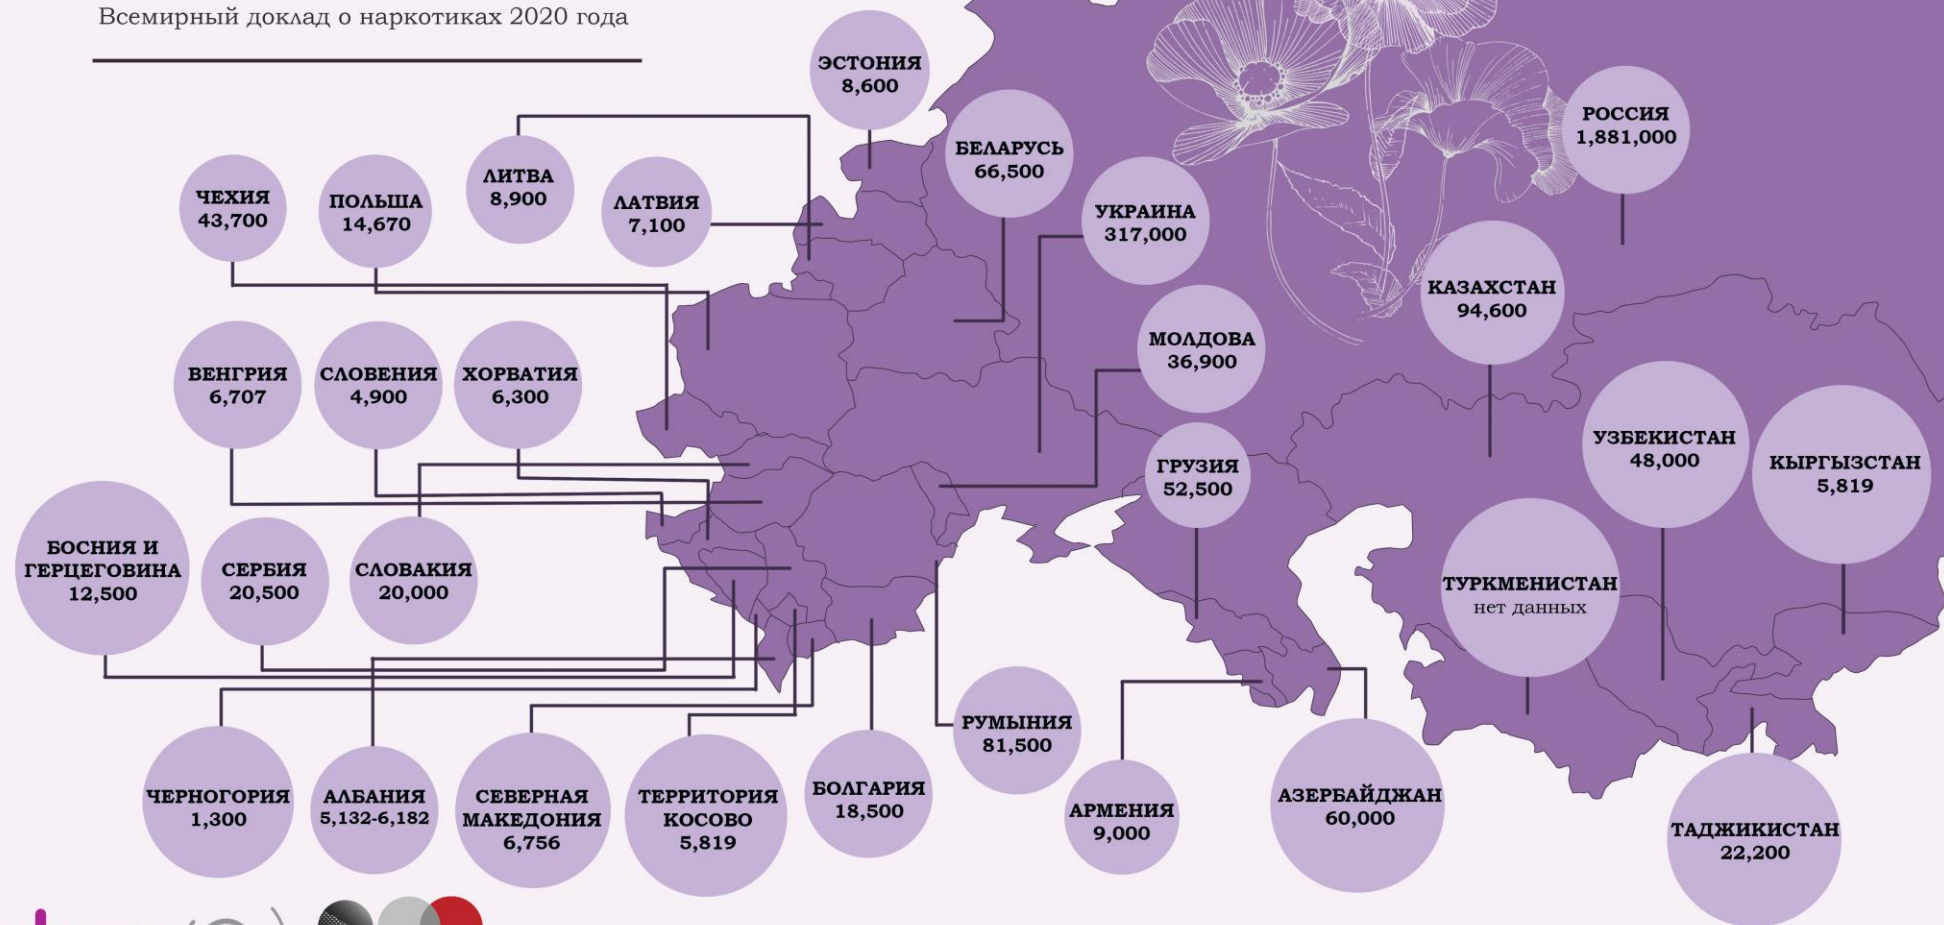 Всемирный доклад о наркотиках 2020 года
ЭСТОНИЯ
8,600
БЕЛАРУСЬ
66,500
РОССИЯ
1,881,000
ЧЕХИЯ
43,700
ПОЛЬША
14,670
ЛИТВА
8,900
ЛАТВИЯ
7,100
УКРАИНА
317,000
КАЗАХСТАН
94,600
МОЛДОВА
36,900
ВЕНГРИЯ
6,707
СЛОВЕНИЯ
4,900
ХОРВАТИЯ
6,300
ГРУЗИЯ
52,500
УЗБЕКИСТАН
48,000
КЫРГЫЗСТАН
5,819
БОСНИЯ И
ГЕРЦЕГОВИНА
12,500
СЕРБИЯ
20,500
СЛОВАКИЯ
20,000
ТУРКМЕНИСТАН
нет данных
РУМЫНИЯ
81,500
ЧЕРНОГОРИЯ
1,300
АЛБАНИЯ
5,132-6,182
СЕВЕРНАЯ
МАКЕДОНИЯ
6,756
ТЕРРИТОРИЯ
КОСОВО
5,819
БОЛГАРИЯ
18,500
АРМЕНИЯ
9,000
АЗЕРБАЙДЖАН
60,000
ТАДЖИКИСТАН
22,200